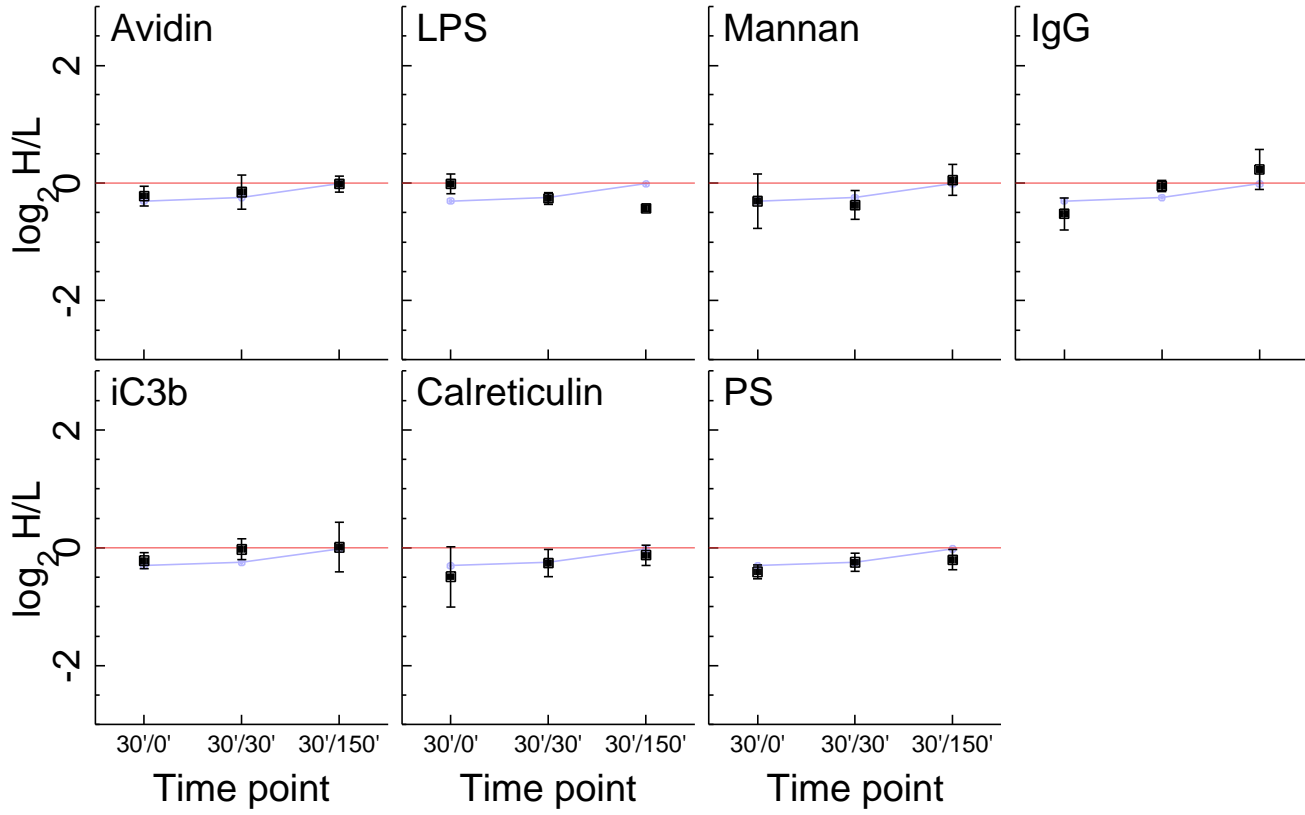 Avidin
LPS
Mannan
IgG
log2 H/L
2
0
-2
iC3b
Calreticulin
PS
log2 H/L
2
0
-2
30'/0' 30'/30' 30'/150'
30'/0' 30'/30' 30'/150'
30'/0' 30'/30' 30'/150'
Time point
Time point
Time point